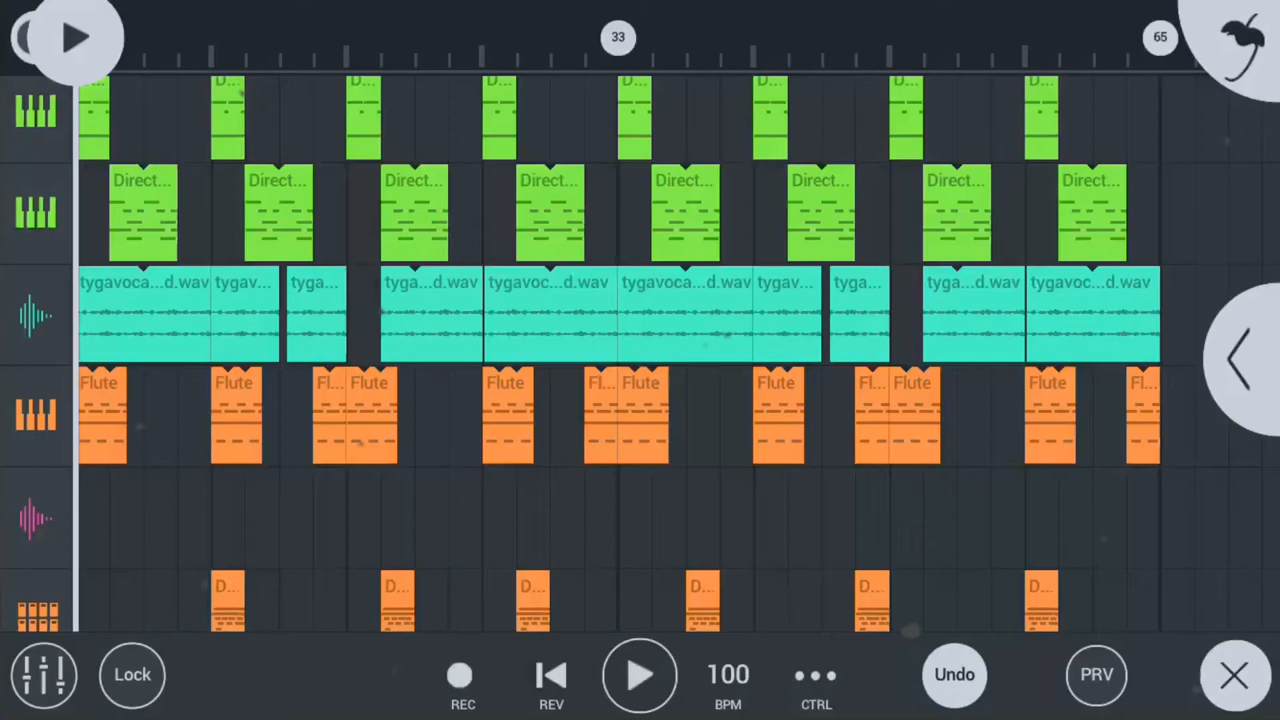 33 65
D... D... D... D... D... D... D...
Direct... Direct... Direct... Direct... Direct... Direct... Direct... Direct...
tygavoca...d.wav tygav... tyga... tyga...d.wav tygavoc...d.wav tygavoca...d.wav tygav... tyga... tyga...d.wav tygavoc...d.wav
Flute Flute Fl... Flute Flute Fl... Flute Flute Fl... Flute Flute Fl...
D... D... D... D... D... D...
Lock 100 Undo PRV
REC REV BPM CTRL